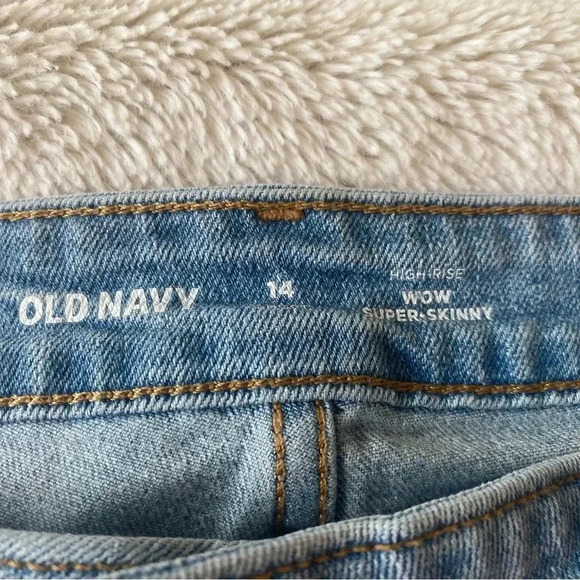 OLD NAVY
14
HIGH-RISE
WOW
SUPER-SKINNY